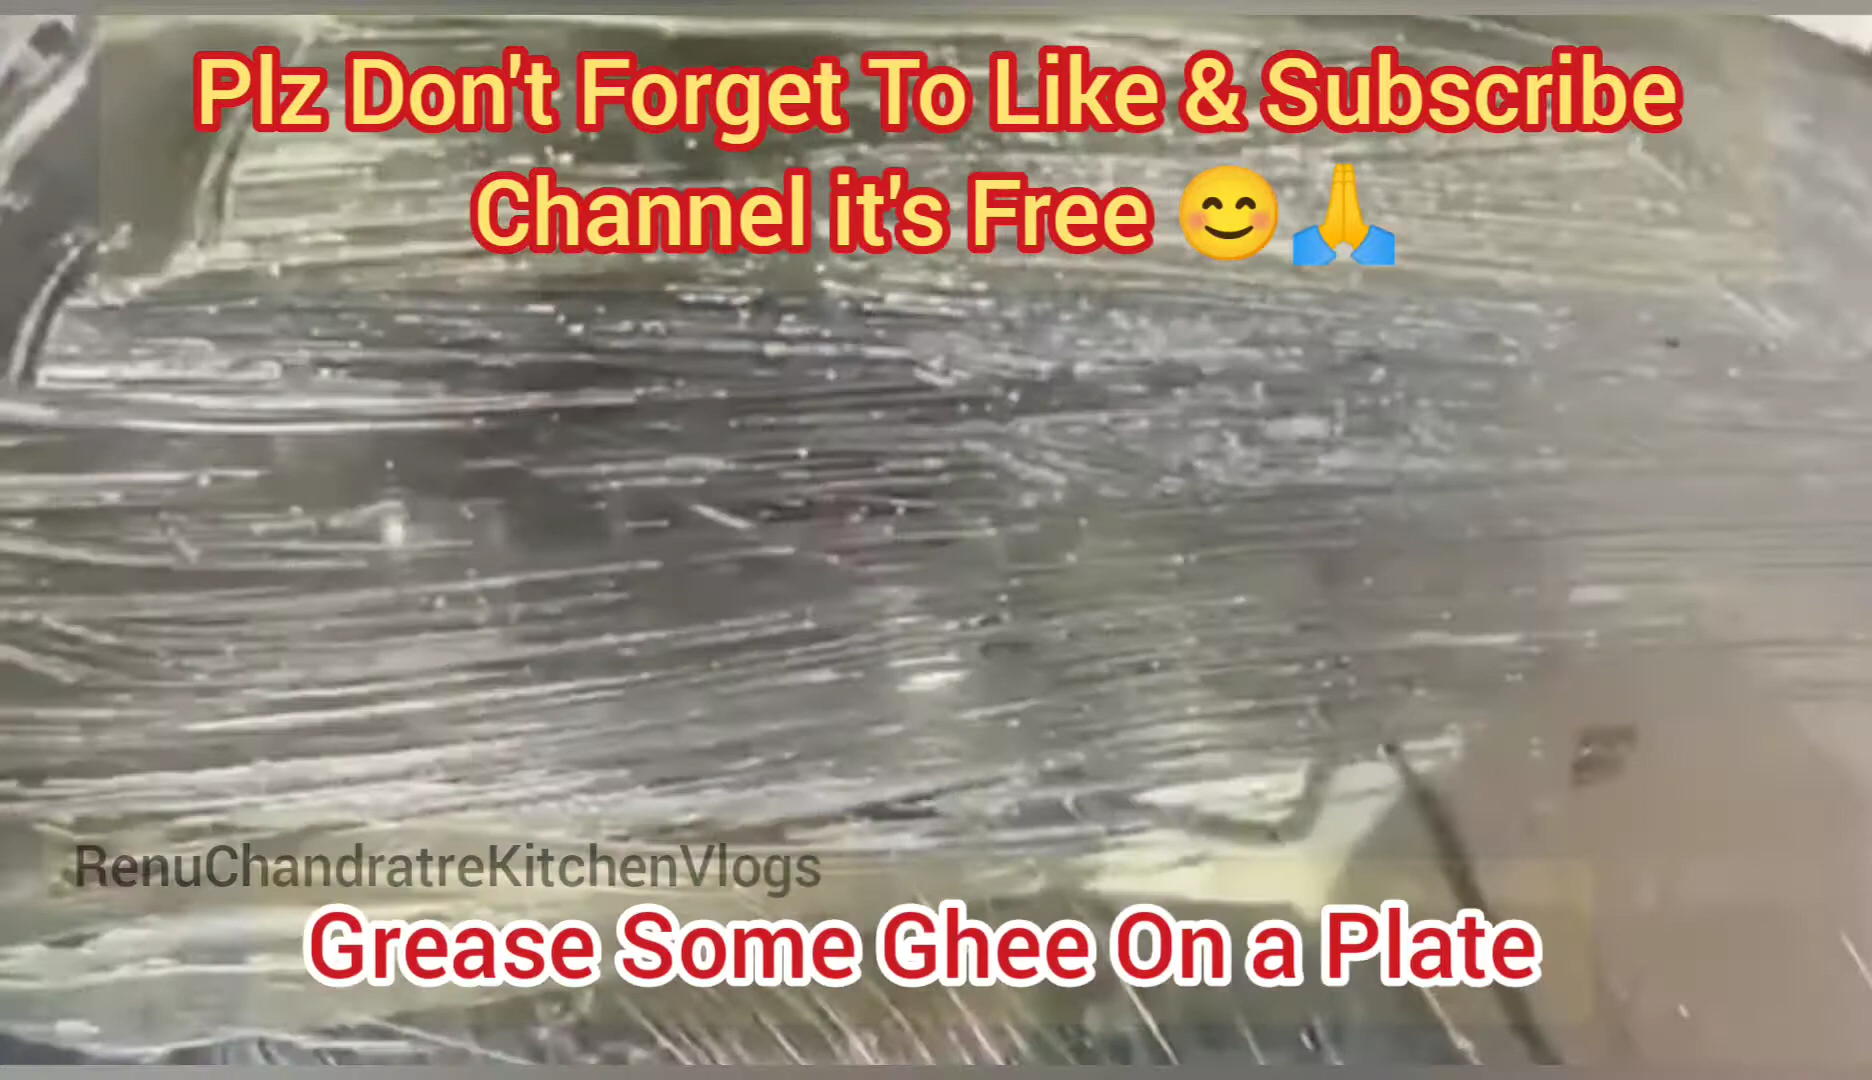 Plz Don't Forget To Like & Subscribe
Channel it's Free 😊🙏
RenuChandratreKitchenVlogs
Grease Some Ghee On a Plate